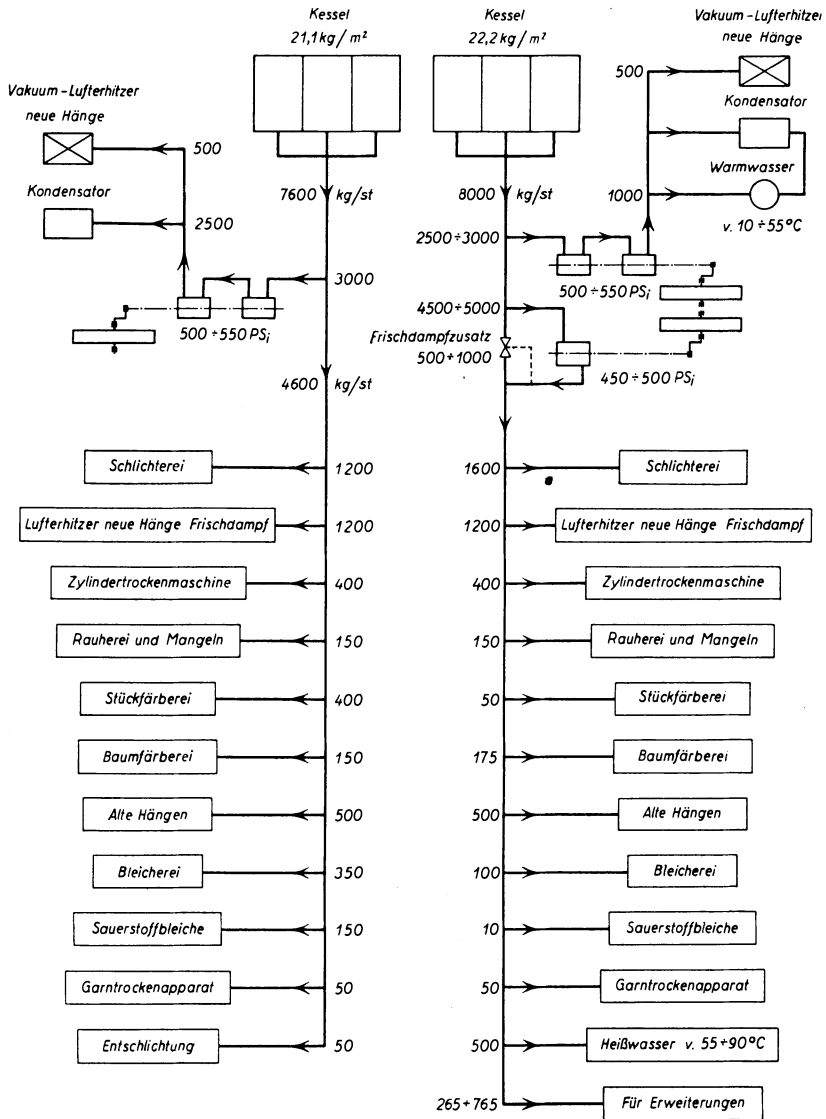 Kessel
21,1 kg / m²
Vakuum-Lufterhitzer
neue Hänge
500
Kondensator
2500
7600 kg/st
3000
500 ÷ 550 PSi
4600 kg/st
Schlichterei 1200
Lufterhitzer neue Hänge Frischdampf 1200
Zylindertrockenmaschine 400
Rauherei und Mangeln 150
Stückfärberei 400
Baumfärberei 150
Alte Hängen 500
Bleicherei 350
Sauerstoffbleiche 150
Garntrockenapparat 50
Entschlichtung 50
Kessel
22,2 kg / m²
Vakuum-Lufterhitzer
neue Hänge
500
Kondensator
Warmwasser
1000
v. 10 ÷ 55°C
8000 kg/st
2500 ÷ 3000
500 ÷ 550 PSi
4500 ÷ 5000
Frischdampfzusatz
500 ÷ 1000
450 ÷ 500 PSi
1600 Schlichterei
1200 Lufterhitzer neue Hänge Frischdampf
400 Zylindertrockenmaschine
150 Rauherei und Mangeln
50 Stückfärberei
175 Baumfärberei
500 Alte Hängen
100 Bleicherei
10 Sauerstoffbleiche
50 Garntrockenapparat
500 Heißwasser v. 55 ÷ 90°C
265 ÷ 765 Für Erweiterungen